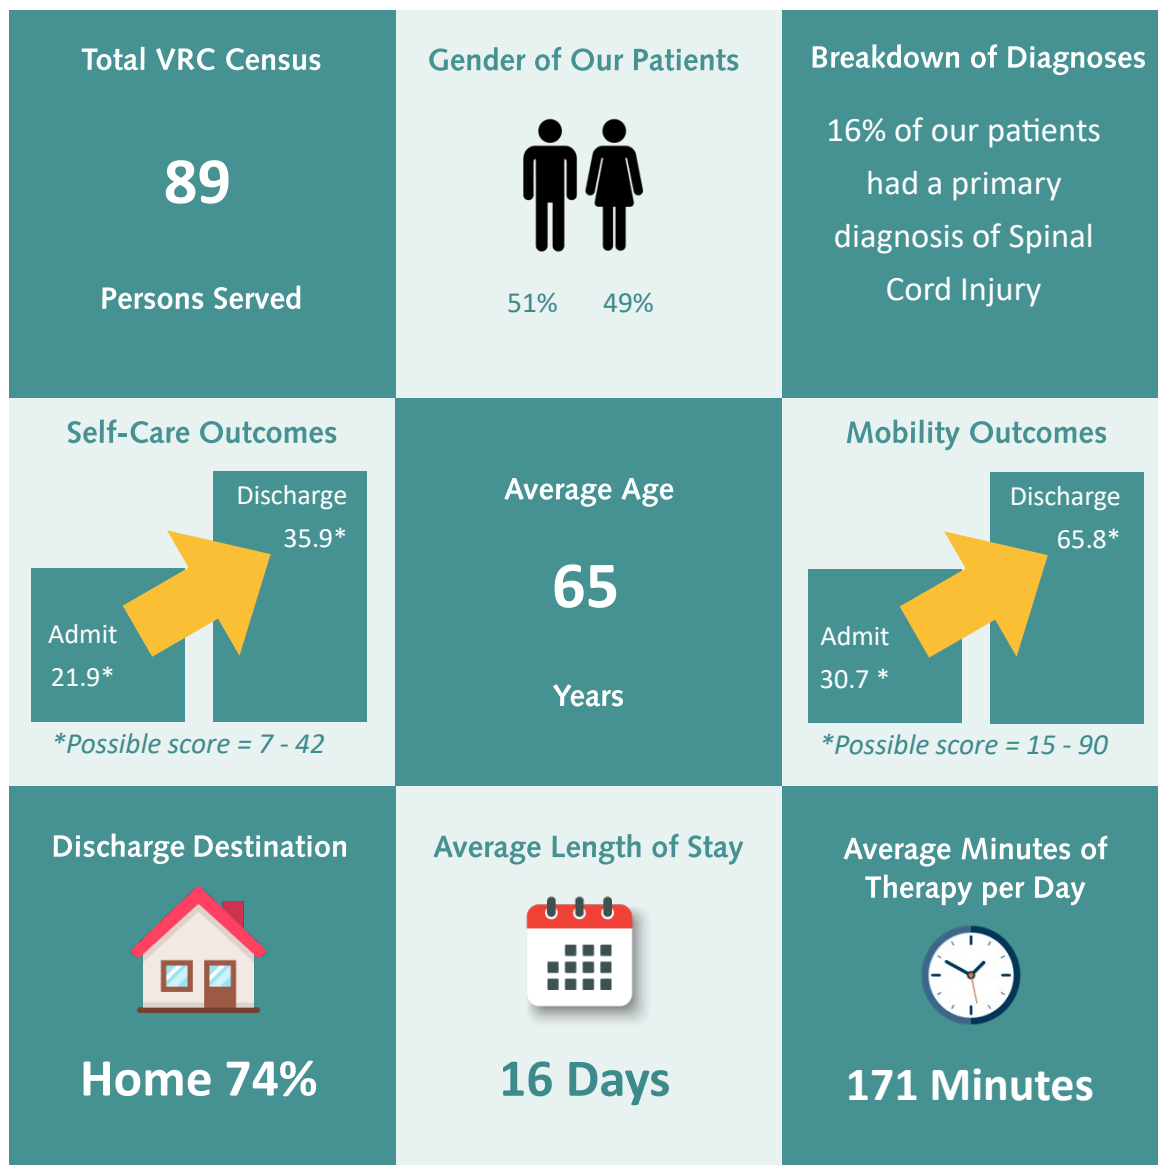 Total VRC Census
89
Persons Served
Gender of Our Patients
51% 49%
Breakdown of Diagnoses
16% of our patients
had a primary
diagnosis of Spinal
Cord Injury
Self-Care Outcomes
Discharge
35.9*
Admit
21.9*
*Possible score = 7 - 42
Average Age
65
Years
Mobility Outcomes
Discharge
65.8*
Admit
30.7 *
*Possible score = 15 - 90
Discharge Destination
Home 74%
Average Length of Stay
16 Days
Average Minutes of
Therapy per Day
171 Minutes